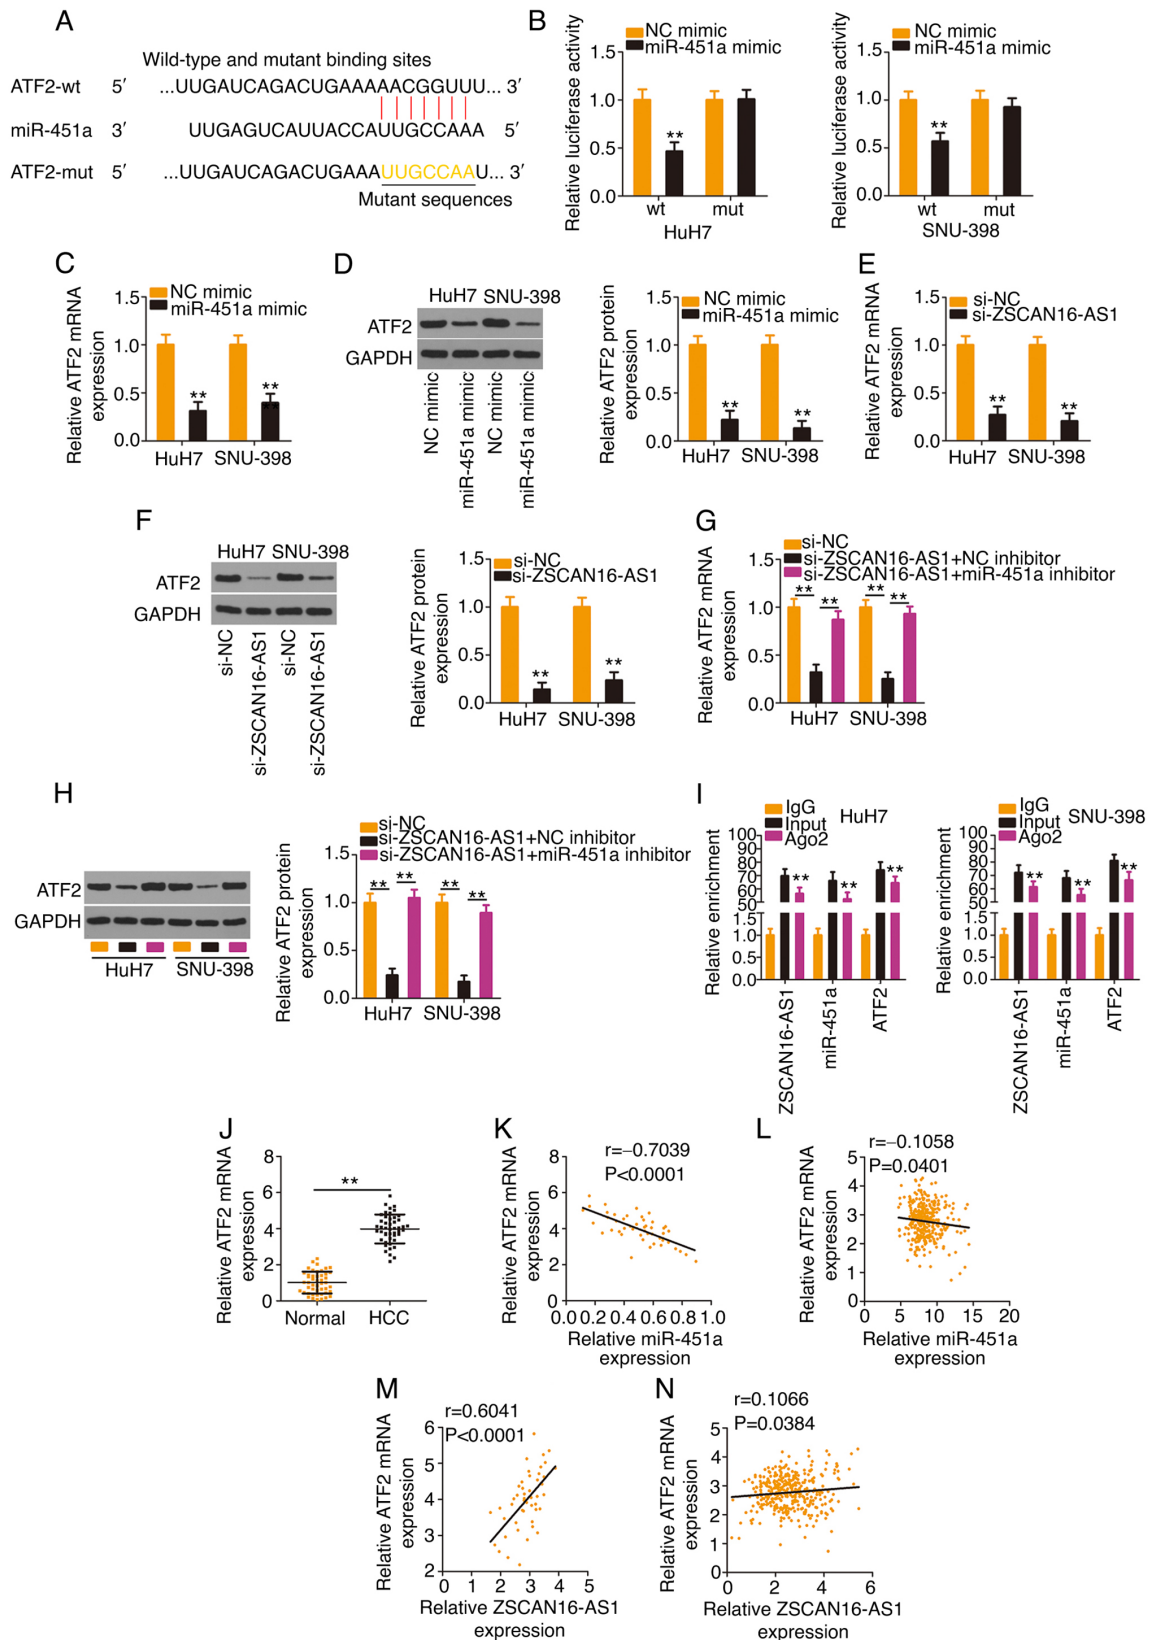 A
Wild-type and mutant binding sites
ATF2-wt 5′ ...UUGAUCAGACUGAAAAACGGUUU... 3′
miR-451a 3′ UUGAGUCAUUACCAUUGCCAAA 5′
ATF2-mut 5′ ...UUGAUCAGACUGAAAUUGCCAAU... 3′
Mutant sequences
B
Relative luciferase activity
NC mimic
miR-451a mimic
1.5
1.0
0.5
0.0
**
wt mut
HuH7
Relative luciferase activity
NC mimic
miR-451a mimic
1.5
1.0
0.5
0.0
**
wt mut
SNU-398
C
Relative ATF2 mRNA
expression
NC mimic
miR-451a mimic
1.5
1.0
0.5
0.0
** **
**
HuH7 SNU-398
D
HuH7 SNU-398
ATF2
GAPDH
NC mimic
miR-451a mimic
NC mimic
miR-451a mimic
Relative ATF2 protein
expression
NC mimic
miR-451a mimic
1.5
1.0
0.5
0.0
** **
HuH7 SNU-398
E
Relative ATF2 mRNA
expression
si-NC
si-ZSCAN16-AS1
1.5
1.0
0.5
0.0
** **
HuH7 SNU-398
F
HuH7 SNU-398
ATF2
GAPDH
si-NC
si-ZSCAN16-AS1
si-NC
si-ZSCAN16-AS1
Relative ATF2 protein
expression
si-NC
si-ZSCAN16-AS1
1.5
1.0
0.5
0.0
** **
HuH7 SNU-398
G
Relative ATF2 mRNA
expression
si-NC
si-ZSCAN16-AS1+NC inhibitor
si-ZSCAN16-AS1+miR-451a inhibitor
1.5
1.0
0.5
0.0
** ** ** **
HuH7 SNU-398
H
ATF2
GAPDH
HuH7 SNU-398
Relative ATF2 protein
expression
si-NC
si-ZSCAN16-AS1+NC inhibitor
si-ZSCAN16-AS1+miR-451a inhibitor
1.5
1.0
0.5
0.0
** ** ** **
HuH7 SNU-398
I
Relative enrichment
IgG
Input
Ago2
HuH7
100
90
80
70
60
50
1.5
1.0
0.5
0.0
** ** **
ZSCAN16-AS1
miR-451a
ATF2
Relative enrichment
IgG
Input
Ago2
SNU-398
100
90
80
70
60
50
1.5
1.0
0.5
0.0
** ** **
ZSCAN16-AS1
miR-451a
ATF2
J
Relative ATF2 mRNA
expression
8
6
4
2
0
**
Normal HCC
K
Relative ATF2 mRNA
expression
r=−0.7039
P<0.0001
8
6
4
2
0
0.0 0.2 0.4 0.6 0.8 1.0
Relative miR-451a
expression
L
Relative ATF2 mRNA
expression
r=−0.1058
P=0.0401
5
4
3
2
1
0
0 5 10 15 20
Relative miR-451a
expression
M
Relative ATF2 mRNA
expression
r=0.6041
P<0.0001
6
5
4
3
2
0 1 2 3 4 5
Relative ZSCAN16-AS1
expression
N
Relative ATF2 mRNA
expression
r=0.1066
P=0.0384
5
4
3
2
1
0
0 2 4 6
Relative ZSCAN16-AS1
expression